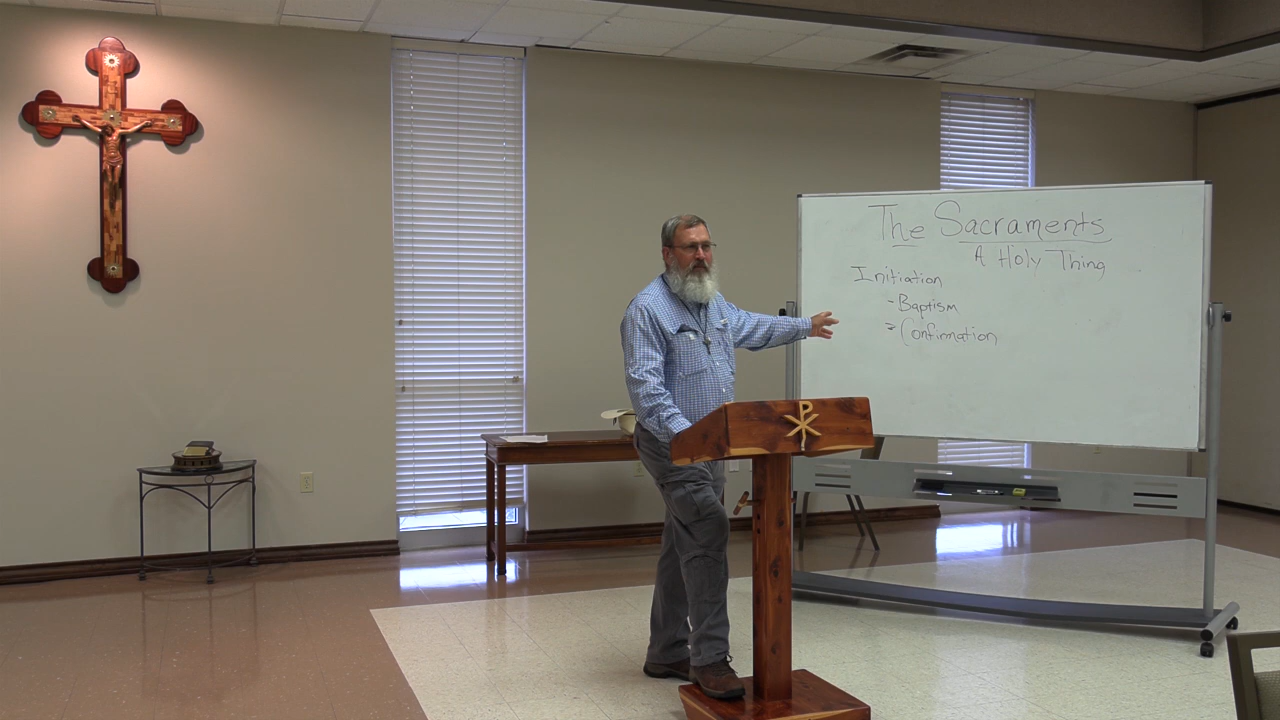 The Sacraments
A Holy Thing
Initiation
- Baptism
- Confirmation